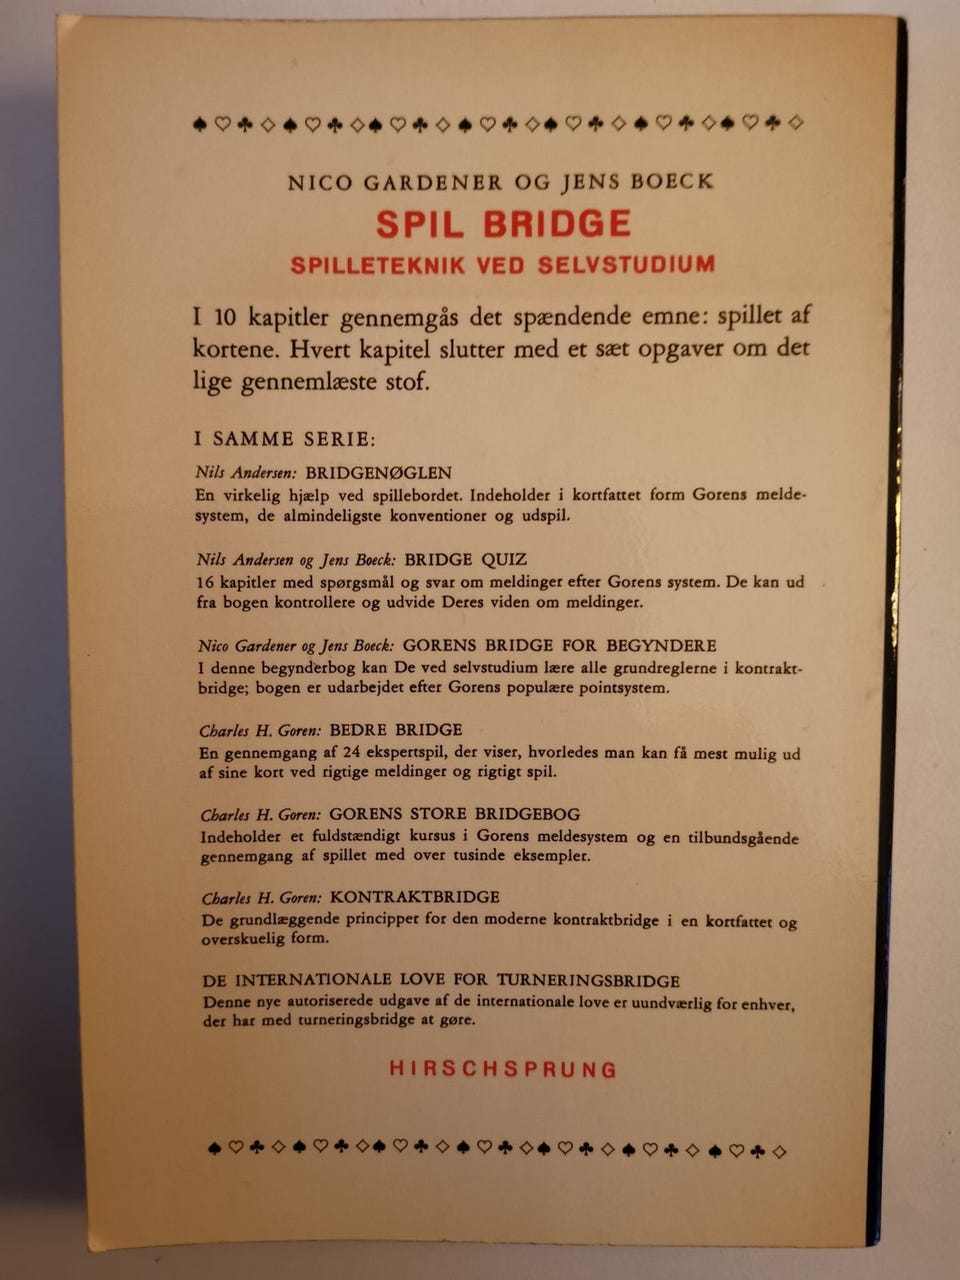 NICO GARDENER OG JENS BOECK
SPIL BRIDGE
SPILLETEKNIK VED SELVSTUDIUM
I 10 kapitler gennemgås det spændende emne: spillet af
kortene. Hvert kapitel slutter med et sæt opgaver om det
lige gennemlæste stof.
I SAMME SERIE:
Nils Andersen: BRIDGENØGLEN
En virkelig hjælp ved spillebordet. Indeholder i kortfattet form Gorens melde-
system, de almindeligste konventioner og udspil.
Nils Andersen og Jens Boeck: BRIDGE QUIZ
16 kapitler med spørgsmål og svar om meldinger efter Gorens system. De kan ud
fra bogen kontrollere og udvide Deres viden om meldinger.
Nico Gardener og Jens Boeck: GORENS BRIDGE FOR BEGYNDERE
I denne begynderbog kan De ved selvstudium lære alle grundreglerne i kontrakt-
bridge; bogen er udarbejdet efter Gorens populære pointsystem.
Charles H. Goren: BEDRE BRIDGE
En gennemgang af 24 ekspertspil, der viser, hvorledes man kan få mest mulig ud
af sine kort ved rigtige meldinger og rigtigt spil.
Charles H. Goren: GORENS STORE BRIDGEBOG
Indeholder et fuldstændigt kursus i Gorens meldesystem og en tilbundsgående
gennemgang af spillet med over tusinde eksempler.
Charles H. Goren: KONTRAKTBRIDGE
De grundlæggende principper for den moderne kontraktbridge i en kortfattet og
overskuelig form.
DE INTERNATIONALE LOVE FOR TURNERINGSBRIDGE
Denne nye autoriserede udgave af de internationale love er uundværlig for enhver,
der har med turneringsbridge at gøre.
HIRSCHSPRUNG